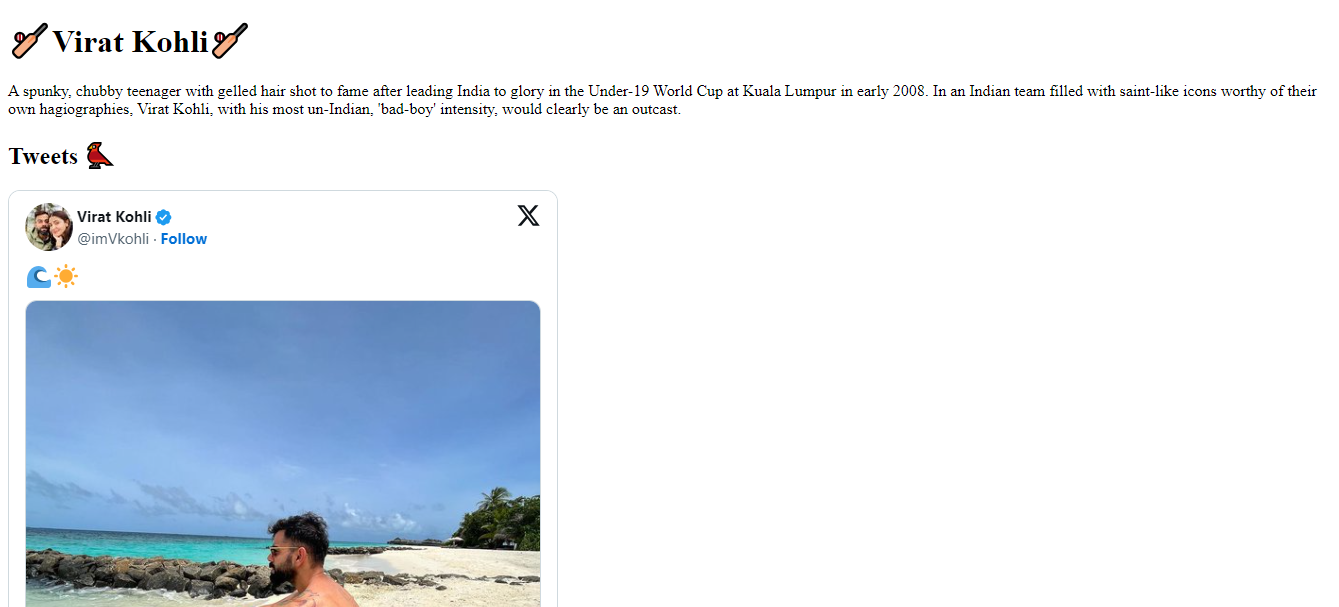 Virat Kohli
A spunky, chubby teenager with gelled hair shot to fame after leading India to glory in the Under-19 World Cup at Kuala Lumpur in early 2008. In an Indian team filled with saint-like icons worthy of their
own hagiographies, Virat Kohli, with his most un-Indian, 'bad-boy' intensity, would clearly be an outcast.
Tweets
Virat Kohli
@imVkohli · Follow